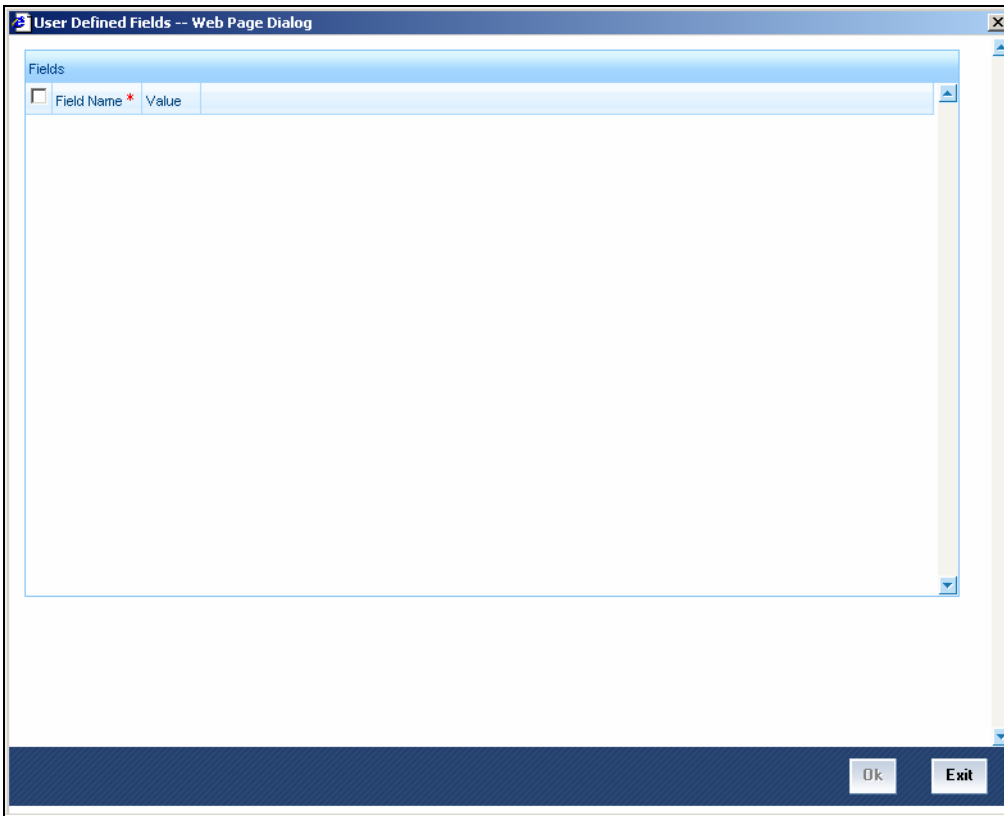 User Defined Fields -- Web Page Dialog
Fields
Field Name * Value
Ok Exit